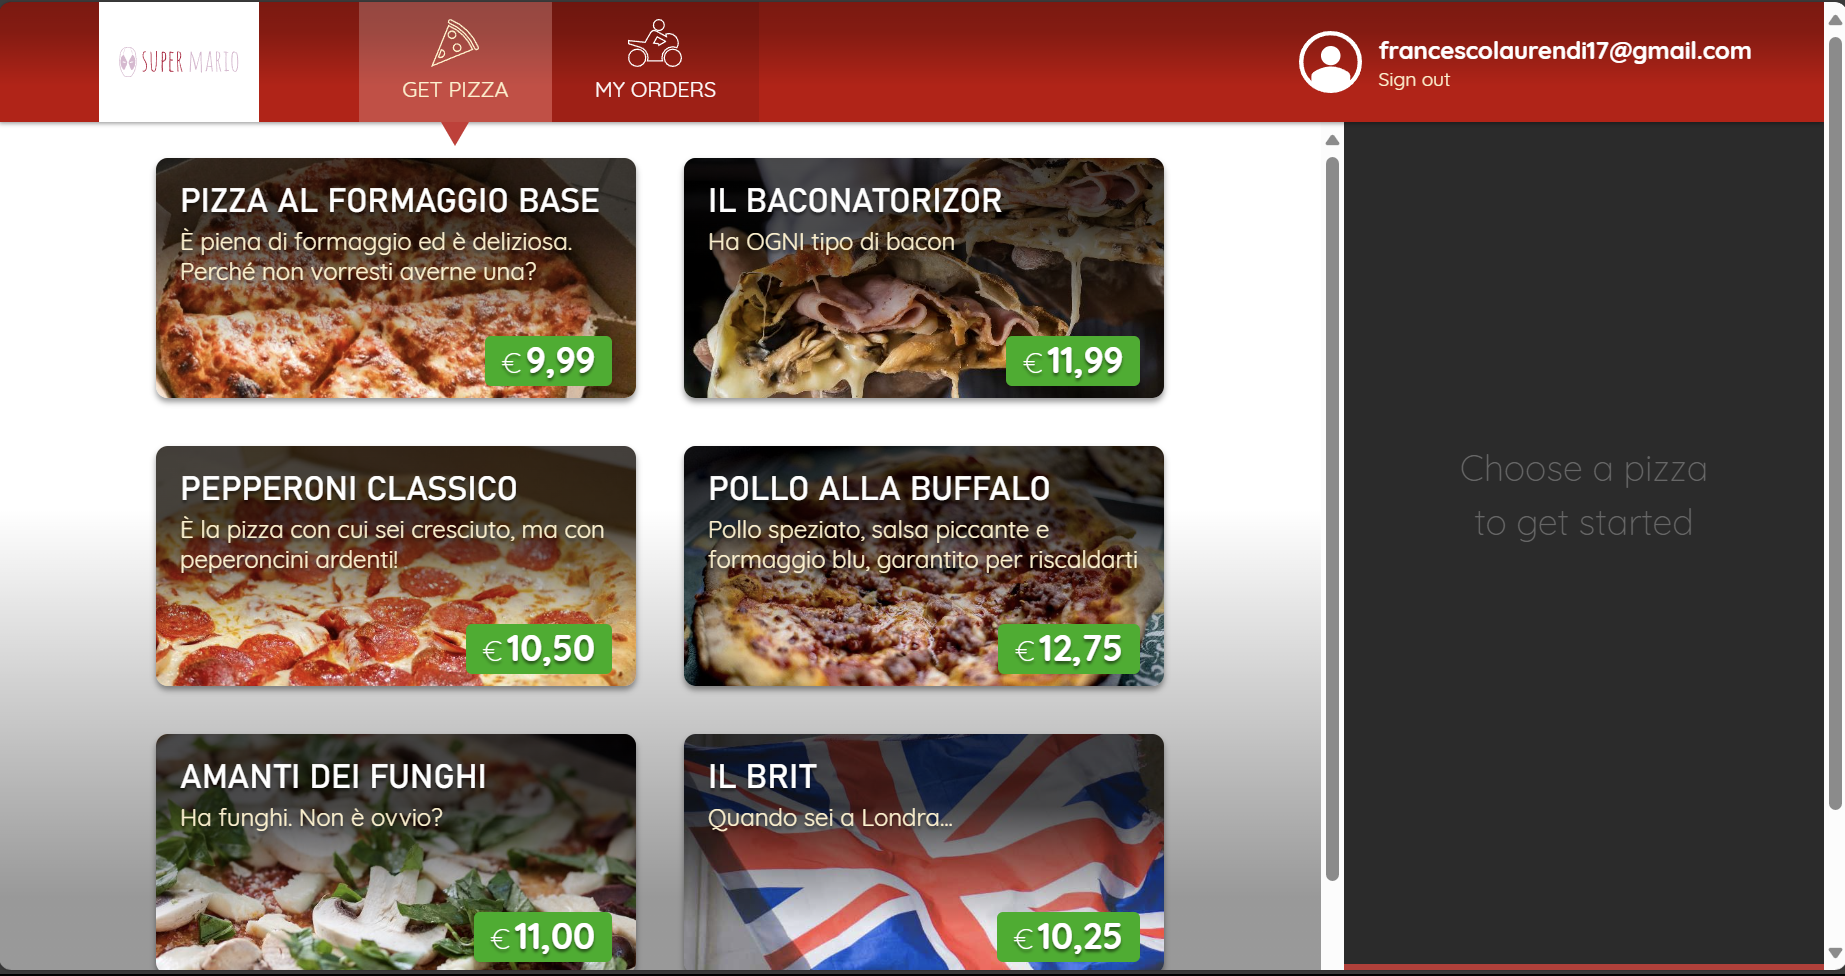 SUPER MARIO
GET PIZZA
MY ORDERS
francescolaurendi17@gmail.com
Sign out
PIZZA AL FORMAGGIO BASE
È piena di formaggio ed è deliziosa.
Perché non vorresti averne una?
€ 9,99
IL BACONATORIZOR
Ha OGNI tipo di bacon
€ 11,99
PEPPERONI CLASSICO
È la pizza con cui sei cresciuto, ma con
peperoncini ardenti!
€ 10,50
POLLO ALLA BUFFALO
Pollo speziato, salsa piccante e
formaggio blu, garantito per riscaldarti
€ 12,75
AMANTI DEI FUNGHI
Ha funghi. Non è ovvio?
€ 11,00
IL BRIT
Quando sei a Londra...
€ 10,25
Choose a pizza
to get started